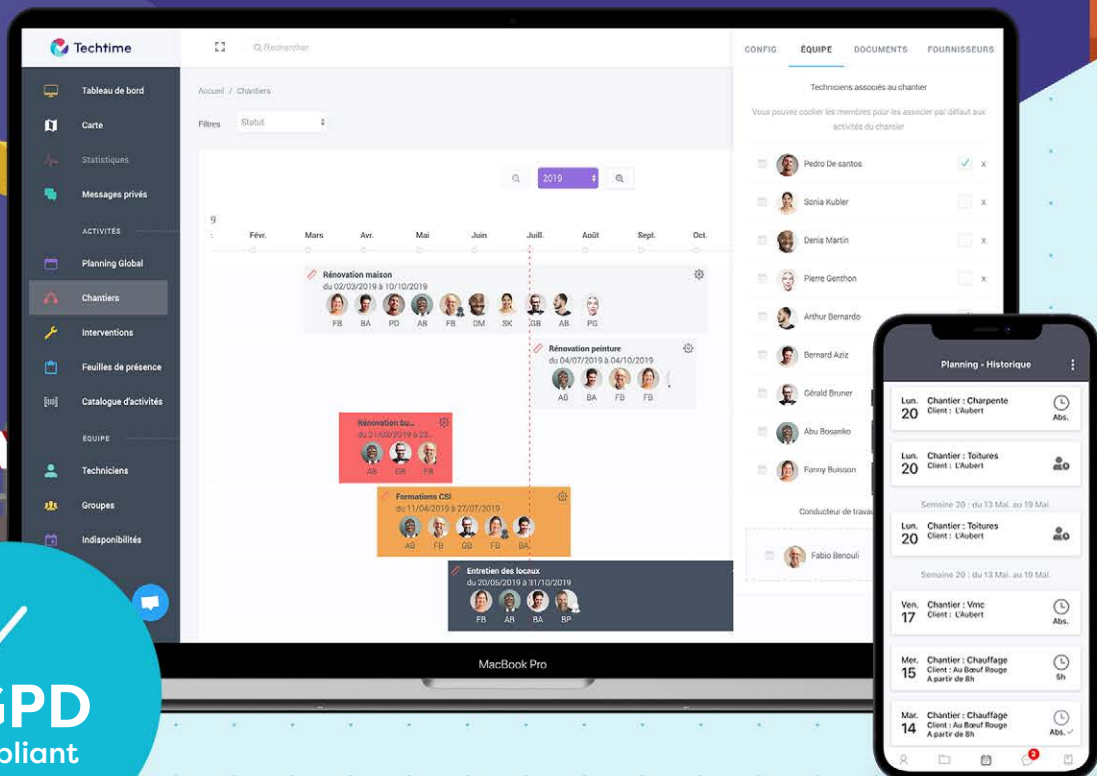 Techtime
Rechercher
Tableau de bord
Carte
Statistiques
Messages privés
ACTIVITÉS
Planning Global
Chantiers
Interventions
Feuilles de présence
Catalogue d'activités
ÉQUIPE
Techniciens
Groupes
Indisponibilités
Accueil / Chantiers
Filtres Statut
2019
9
Févr. Mars Avr. Mai Juin Juill. Août Sept. Oct.
Rénovation maison
du 02/03/2019 à 10/10/2019
FB BA PD AB FB DM SK GB AB PG
Rénovation peinture
du 04/07/2019 à 04/10/2019
AB BA FB FB
Rénovation bu...
du 21/03/2019 à 23...
AB GB FB
Formations CSI
du 11/04/2019 à 27/07/2019
AB FB GB FG BA
Entretien des locaux
du 20/05/2019 à 31/10/2019
FB AB BA BP
CONFIG ÉQUIPE DOCUMENTS FOURNISSEURS
Techniciens associés au chantier
Vous pouvez cocher les membres pour les associer par défaut aux
activités du chantier
Pedro De santos x
Sonia Kubler x
Denis Martin x
Pierre Genthon x
Arthur Bernardo
Bernard Aziz
Gérald Bruner
Abu Bosanko
Fanny Buisson
Conducteur de travau
Fabio Benouli
MacBook Pro
Planning - Historique
Lun. Chantier : Charpente
20 Client : L'Aubert
Abs.
Lun. Chantier : Toitures
20 Client : L'Aubert
Semaine 20 : du 13 Mai. au 19 Mai.
Lun. Chantier : Toitures
20 Client : L'Aubert
Semaine 20 : du 13 Mai. au 19 Mai.
Ven. Chantier : Vmc
17 Client : L'Aubert
Abs.
Mer. Chantier : Chauffage
15 Client : Au Bœuf Rouge
A partir de 8h
5h
Mar. Chantier : Chauffage
14 Client : Au Bœuf Rouge
A partir de 8h
Abs.
2
GPD
pliant